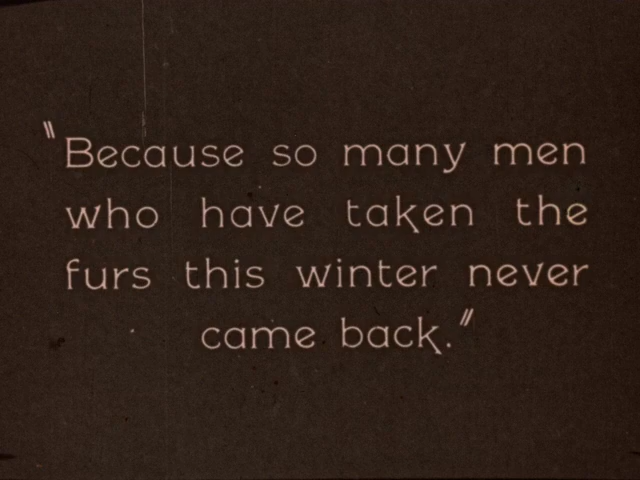 "Because so many men
who have taken the
furs this winter never
came back."